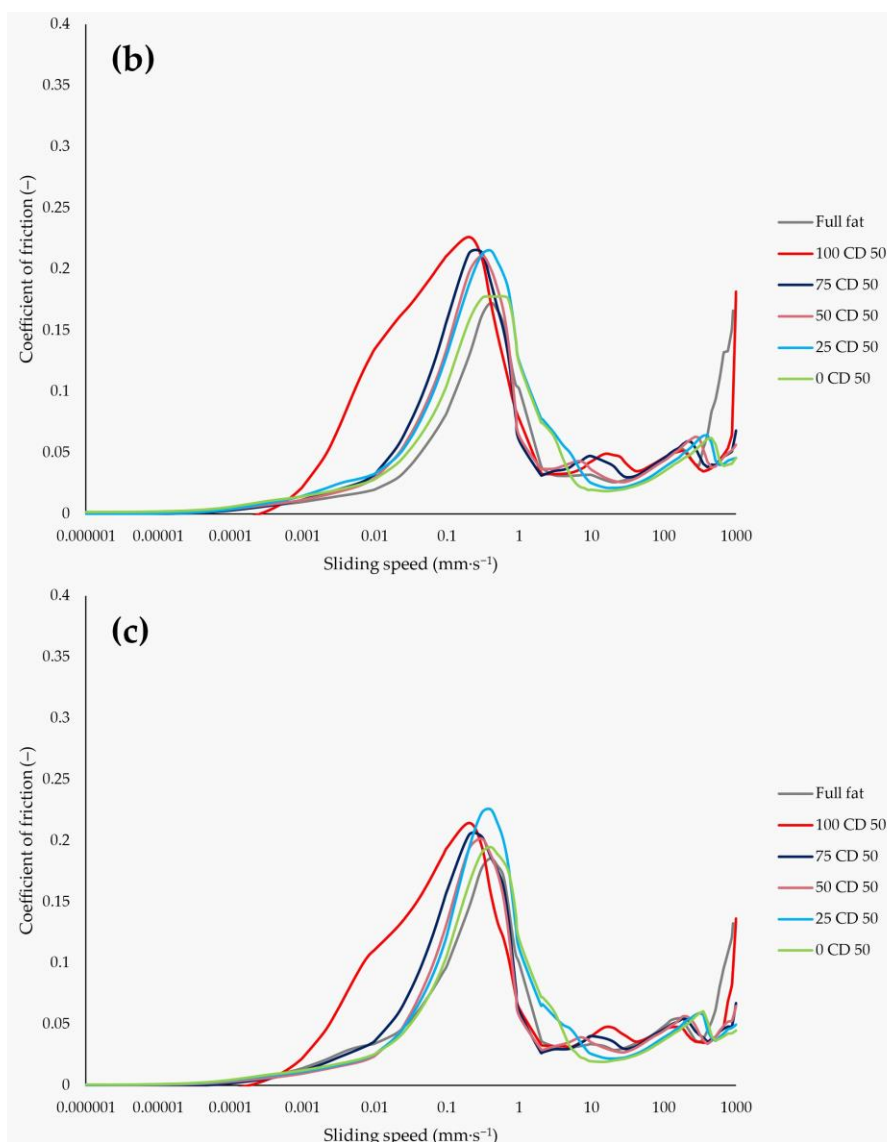 (b)
Coefficient of friction (–)
0.4
0.35
0.3
0.25
0.2
0.15
0.1
0.05
0
0.000001 0.00001 0.0001 0.001 0.01 0.1 1 10 100 1000
Sliding speed (mm·s⁻¹)
Full fat
100 CD 50
75 CD 50
50 CD 50
25 CD 50
0 CD 50
(c)
Coefficient of friction (–)
0.4
0.35
0.3
0.25
0.2
0.15
0.1
0.05
0
0.000001 0.00001 0.0001 0.001 0.01 0.1 1 10 100 1000
Sliding speed (mm·s⁻¹)
Full fat
100 CD 50
75 CD 50
50 CD 50
25 CD 50
0 CD 50